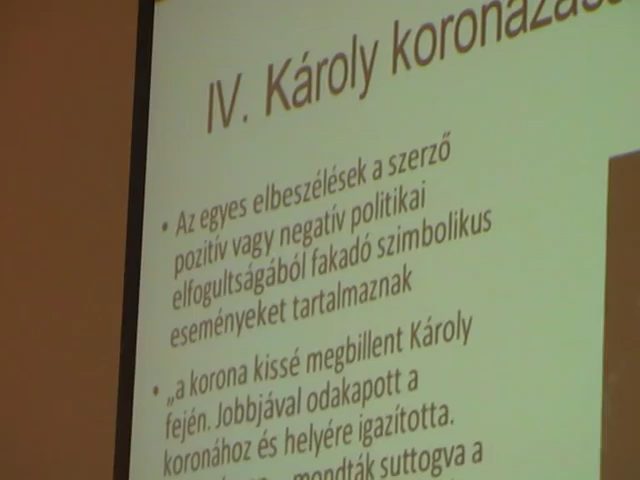 IV. Károly koronázása
• Az egyes elbeszélések a szerző
pozitív vagy negatív politikai
elfogultságából fakadó szimbolikus
eseményeket tartalmaznak
• „a korona kissé megbillent Károly
fején. Jobbjával odakapott a
koronához és helyére igazította.
mondták suttogva a